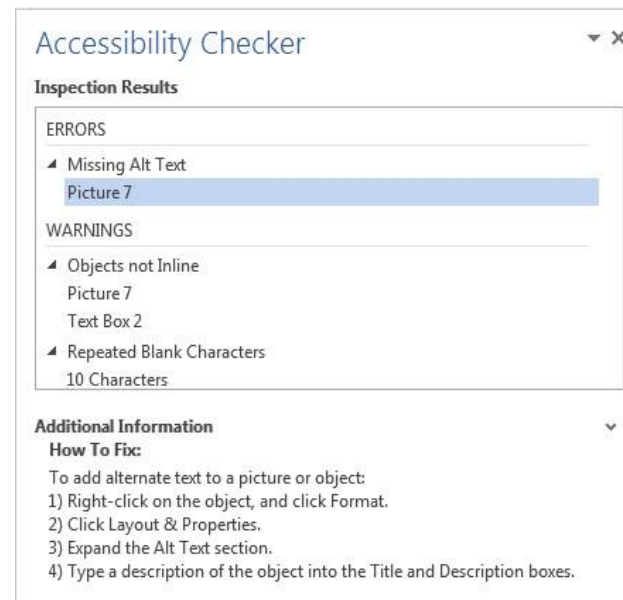 Accessibility Checker
Inspection Results
ERRORS
Missing Alt Text
Picture 7
WARNINGS
Objects not Inline
Picture 7
Text Box 2
Repeated Blank Characters
10 Characters
Additional Information
How To Fix:
To add alternate text to a picture or object:
1) Right-click on the object, and click Format.
2) Click Layout & Properties.
3) Expand the Alt Text section.
4) Type a description of the object into the Title and Description boxes.